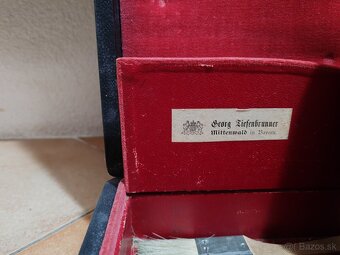 Georg Tiefenbrunner
Mittenwald in Bayern
Bazos.sk